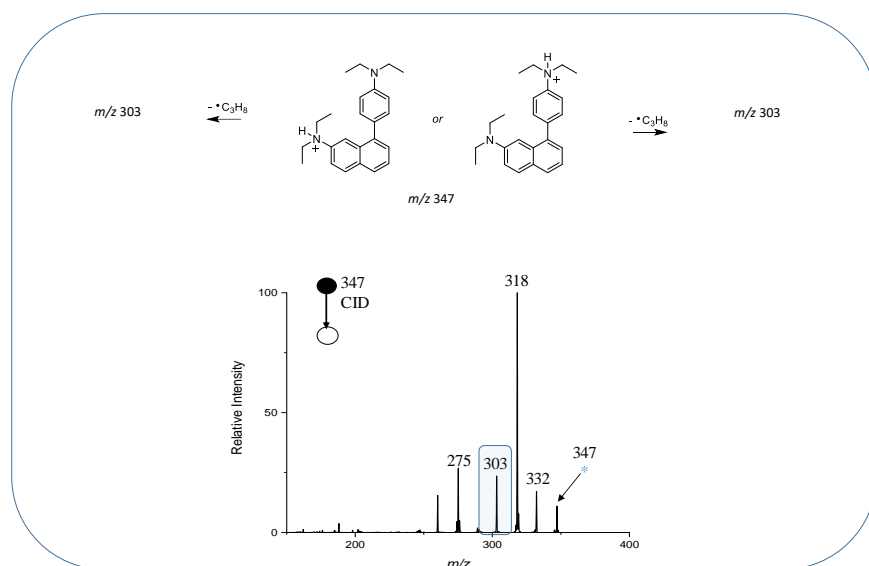 H
N
+
N
or
N
H
N
+
m/z 303
- •C3H8
- •C3H8
m/z 303
m/z 347
347
CID
318
275
303
332
347
*
100
50
0
Relative Intensity
200
300
400
m/z